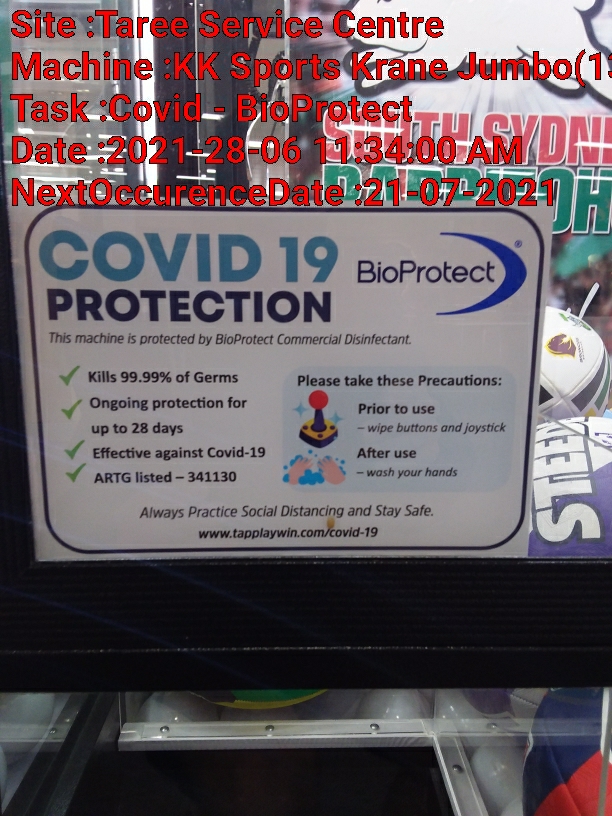 Site :Taree Service Centre
Machine :KK Sports Krane Jumbo(13
Task :Covid - BioProtect
Date :2021-28-06 11:34:00 AM
NextOccurenceDate :21-07-2021
SOUTH SYDN
COVID 19
PROTECTION
BioProtect®
This machine is protected by BioProtect Commercial Disinfectant.
Kills 99.99% of Germs
Ongoing protection for
up to 28 days
Effective against Covid-19
ARTG listed – 341130
Please take these Precautions:
Prior to use
– wipe buttons and joystick
After use
– wash your hands
Always Practice Social Distancing and Stay Safe.
www.tapplaywin.com/covid-19
STEED